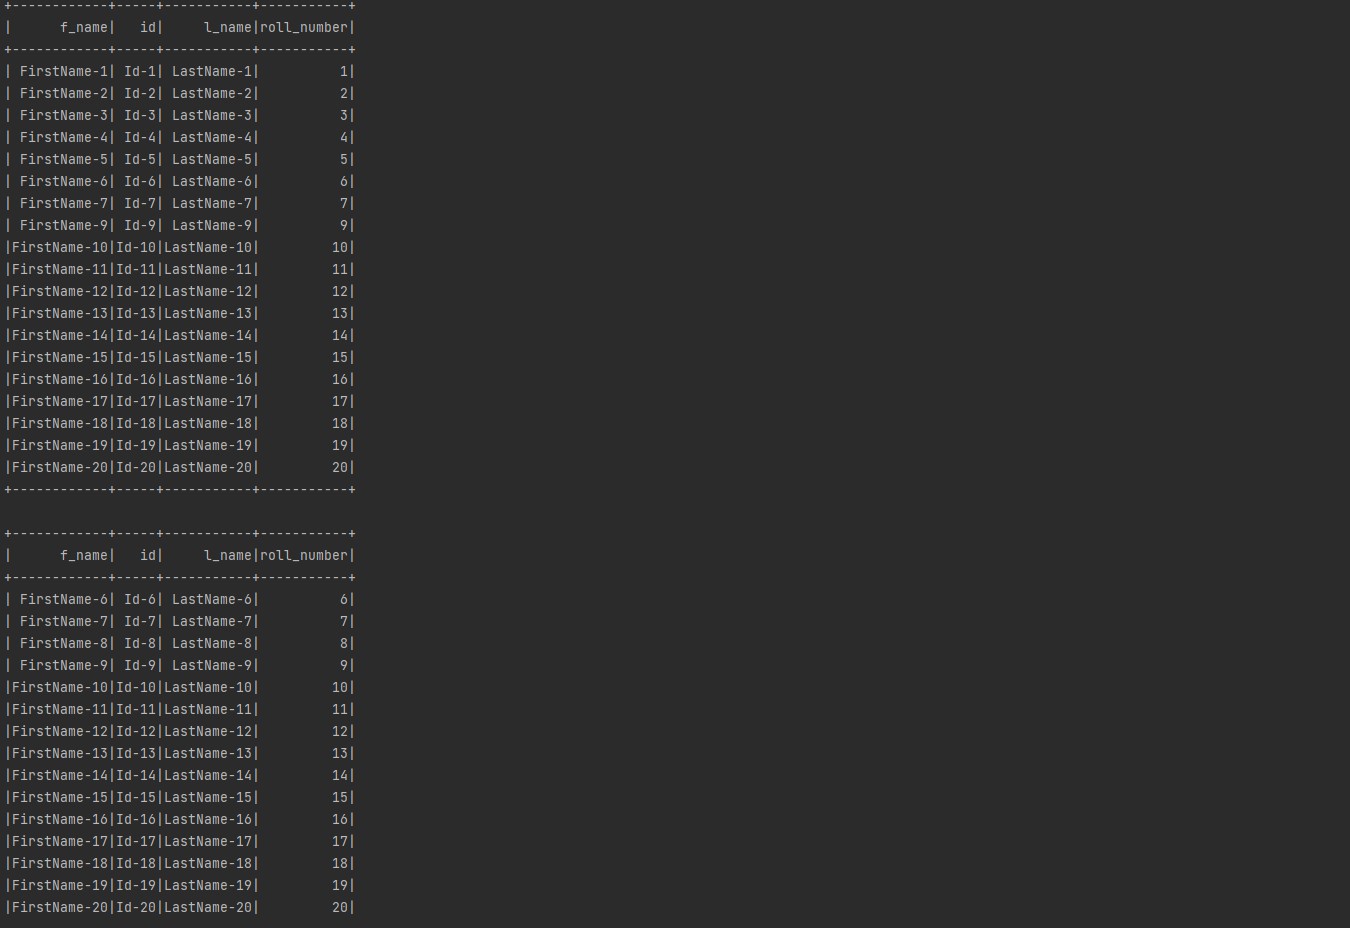 +------------+-----+-----------+-----------+
|      f_name|   id|     l_name|roll_number|
+------------+-----+-----------+-----------+
| FirstName-1| Id-1| LastName-1|          1|
| FirstName-2| Id-2| LastName-2|          2|
| FirstName-3| Id-3| LastName-3|          3|
| FirstName-4| Id-4| LastName-4|          4|
| FirstName-5| Id-5| LastName-5|          5|
| FirstName-6| Id-6| LastName-6|          6|
| FirstName-7| Id-7| LastName-7|          7|
| FirstName-9| Id-9| LastName-9|          9|
|FirstName-10|Id-10|LastName-10|         10|
|FirstName-11|Id-11|LastName-11|         11|
|FirstName-12|Id-12|LastName-12|         12|
|FirstName-13|Id-13|LastName-13|         13|
|FirstName-14|Id-14|LastName-14|         14|
|FirstName-15|Id-15|LastName-15|         15|
|FirstName-16|Id-16|LastName-16|         16|
|FirstName-17|Id-17|LastName-17|         17|
|FirstName-18|Id-18|LastName-18|         18|
|FirstName-19|Id-19|LastName-19|         19|
|FirstName-20|Id-20|LastName-20|         20|
+------------+-----+-----------+-----------+

+------------+-----+-----------+-----------+
|      f_name|   id|     l_name|roll_number|
+------------+-----+-----------+-----------+
| FirstName-6| Id-6| LastName-6|          6|
| FirstName-7| Id-7| LastName-7|          7|
| FirstName-8| Id-8| LastName-8|          8|
| FirstName-9| Id-9| LastName-9|          9|
|FirstName-10|Id-10|LastName-10|         10|
|FirstName-11|Id-11|LastName-11|         11|
|FirstName-12|Id-12|LastName-12|         12|
|FirstName-13|Id-13|LastName-13|         13|
|FirstName-14|Id-14|LastName-14|         14|
|FirstName-15|Id-15|LastName-15|         15|
|FirstName-16|Id-16|LastName-16|         16|
|FirstName-17|Id-17|LastName-17|         17|
|FirstName-18|Id-18|LastName-18|         18|
|FirstName-19|Id-19|LastName-19|         19|
|FirstName-20|Id-20|LastName-20|         20|